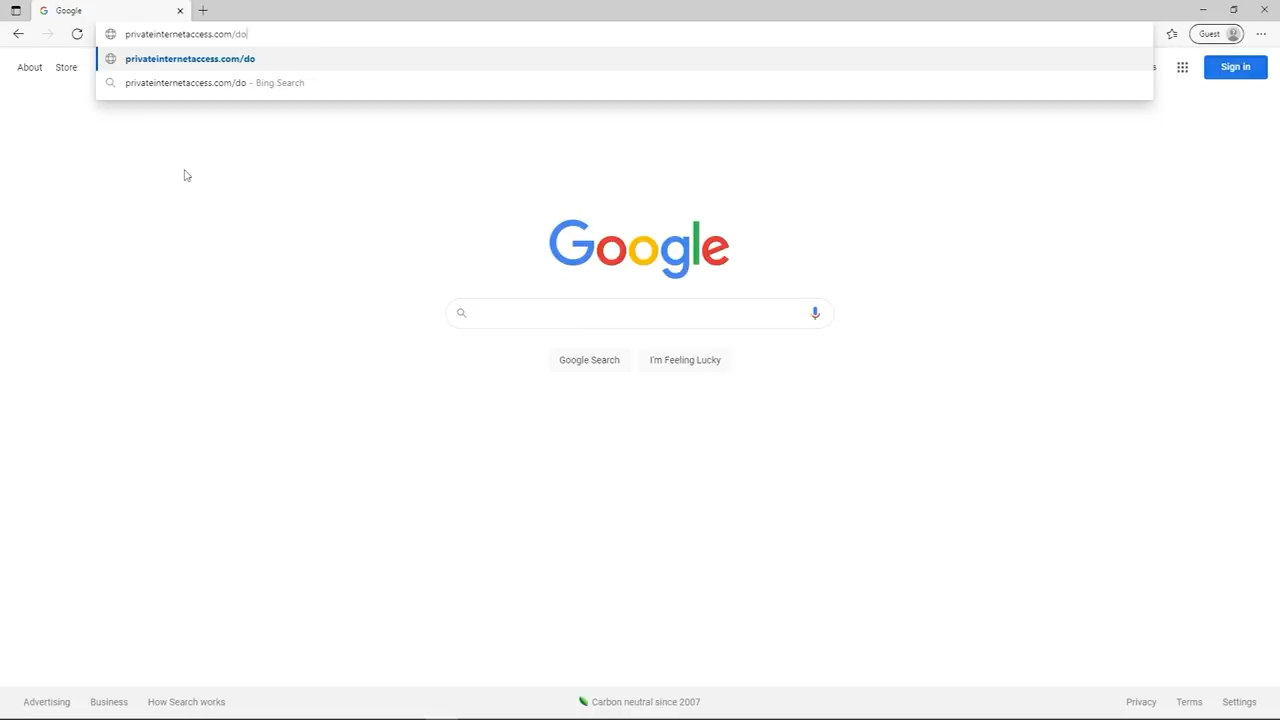 Google
privateinternetaccess.com/do
Guest
privateinternetaccess.com/do
privateinternetaccess.com/do - Bing Search
About Store
Sign in
Google
Google Search I'm Feeling Lucky
Advertising Business How Search works Carbon neutral since 2007 Privacy Terms Settings